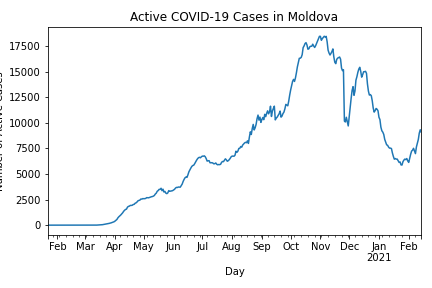 Active COVID-19 Cases in Moldova
17500
15000
12500
10000
7500
5000
2500
0
Number of Active Cases
Feb Mar Apr May Jun Jul Aug Sep Oct Nov Dec Jan Feb
2021
Day